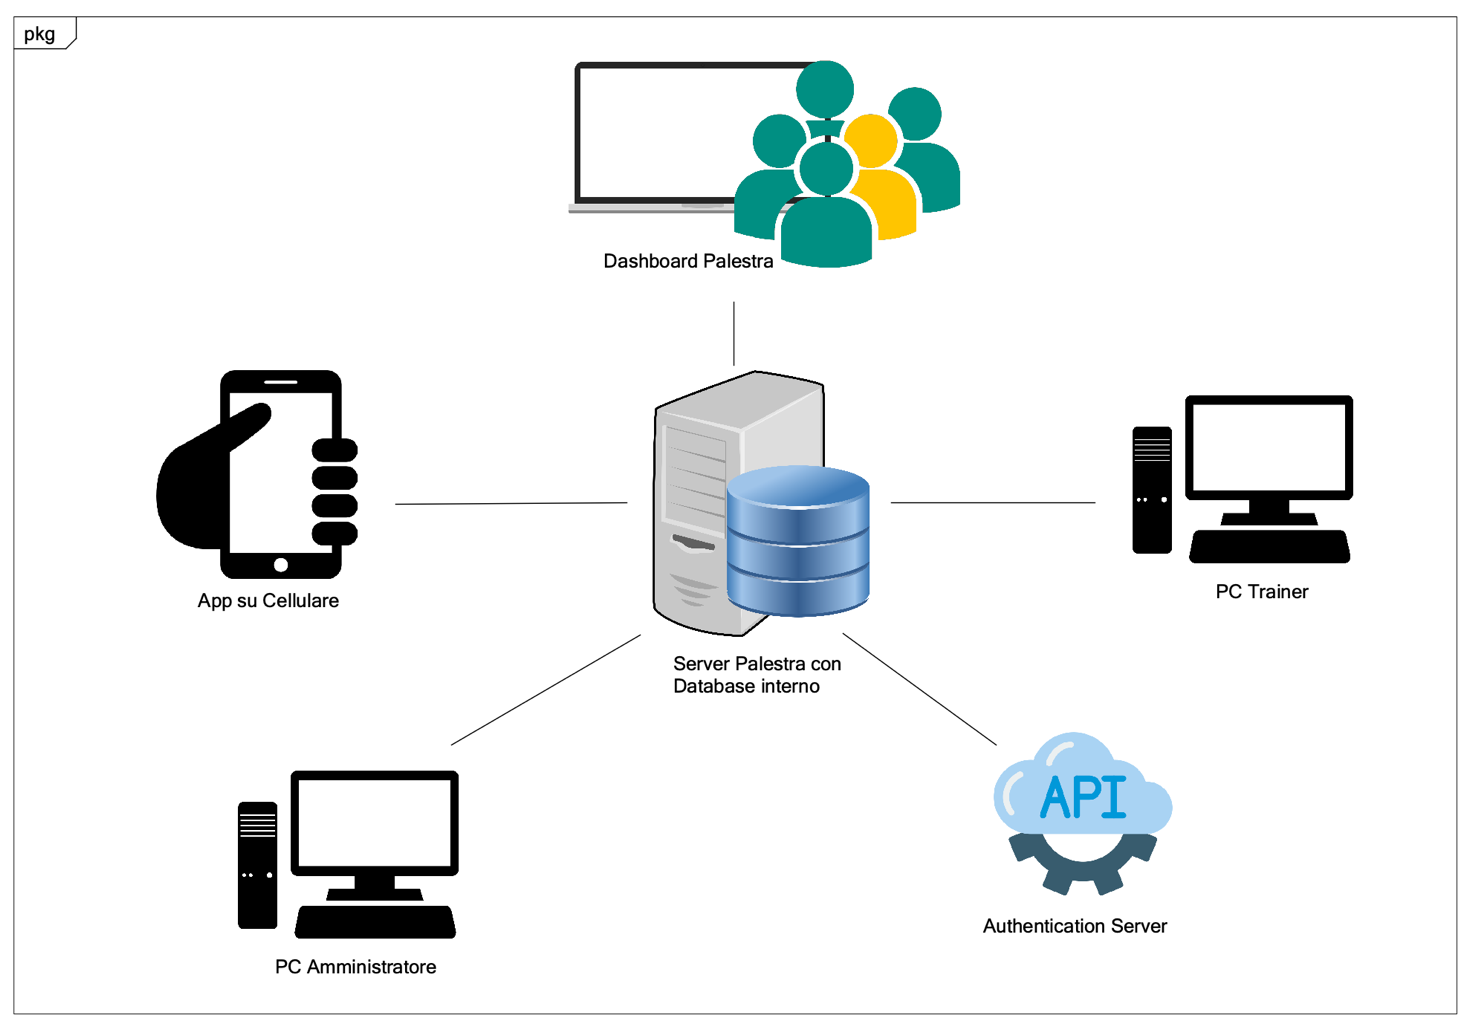 pkg
Dashboard Palestra
App su Cellulare
PC Trainer
Server Palestra con
Database interno
API
Authentication Server
PC Amministratore